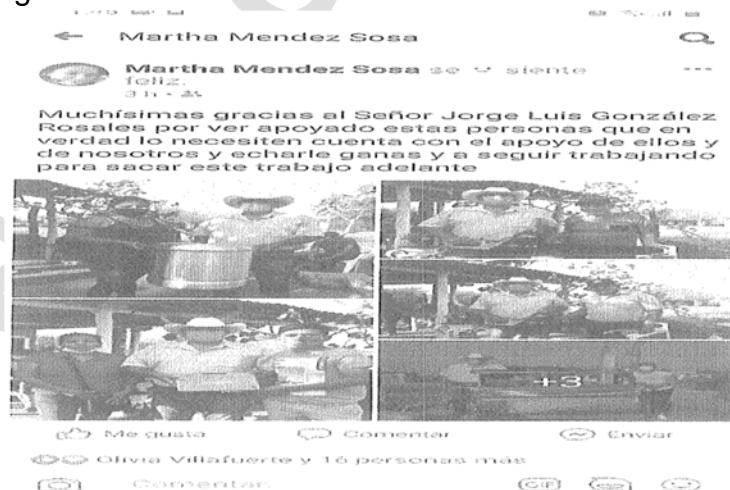 Martha Mendez Sosa
Martha Mendez Sosa se siente
feliz.
3 h
Muchísimas gracias al Señor Jorge Luis González
Rosales por ver apoyado estas personas que en
verdad lo necesiten cuenta con el apoyo de ellos y
de nosotros y echarle ganas y a seguir trabajando
para sacar este trabajo adelante
+3
Me gusta
Comentar
Enviar
Olivia Villafuerte y 16 personas más
Comentar.
GIF